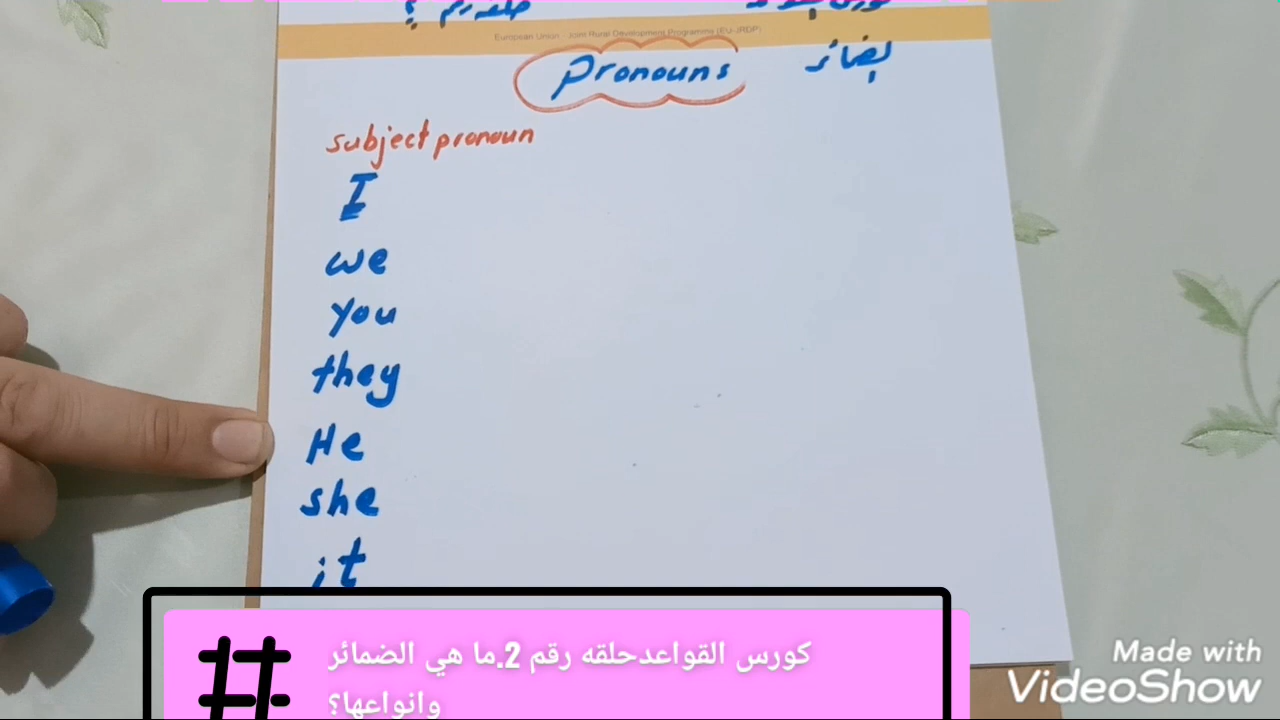 European Union - Joint Rural Development Programme (EU-JRDP)
Pronouns
subject pronoun
I
we
you
they
He
she
it
#
كورس القواعدحلقه رقم 2.ما هي الضمائر
وانواعها؟
Made with
VideoShow